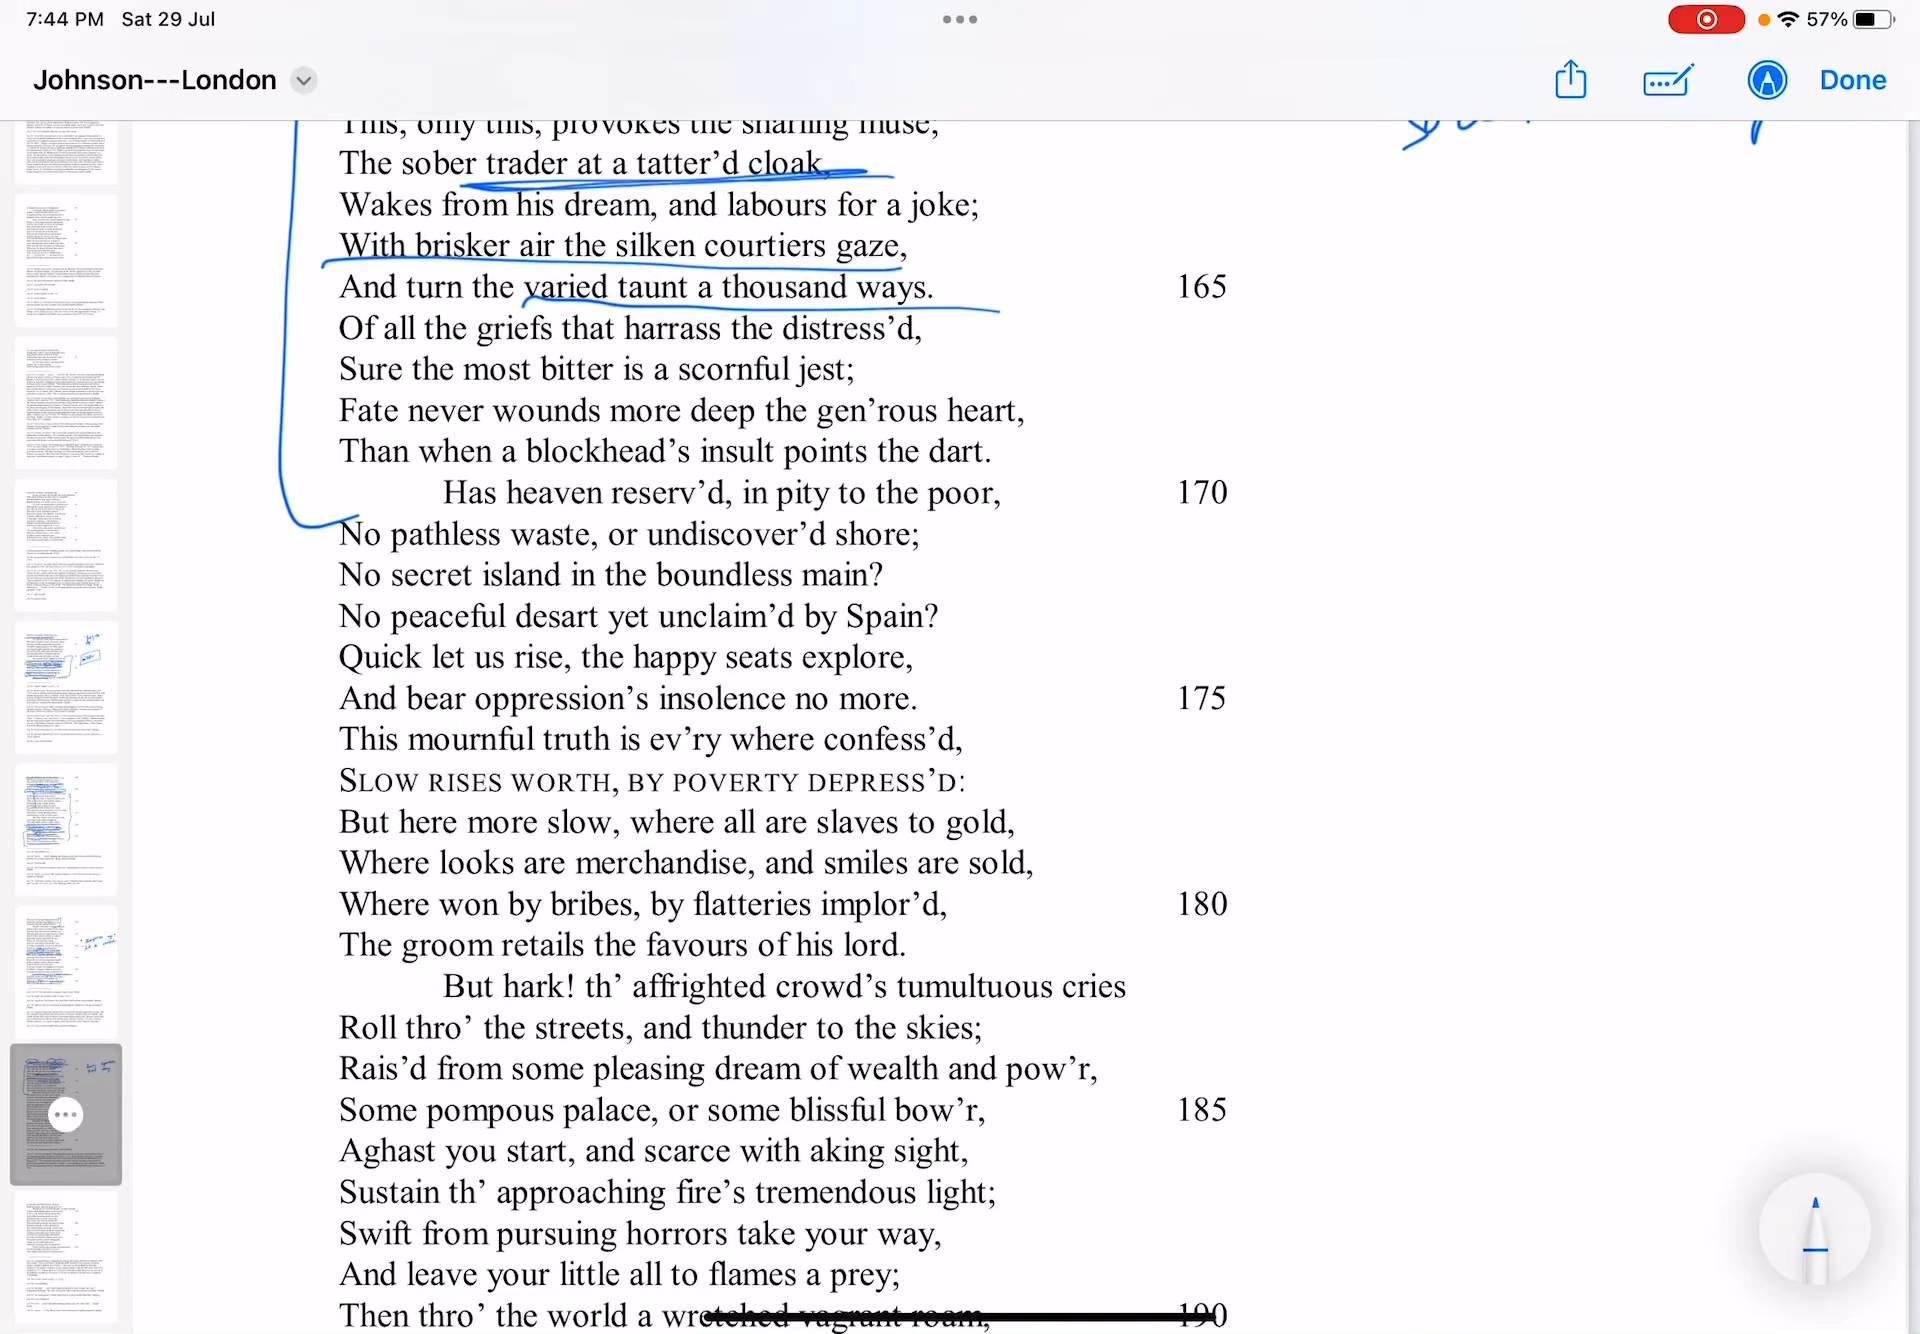 7:44 PM Sat 29 Jul
57%
Johnson---London
Done
This, only this, provokes the snarling muse,
The sober trader at a tatter’d cloak,
Wakes from his dream, and labours for a joke;
With brisker air the silken courtiers gaze,
And turn the varied taunt a thousand ways. 165
Of all the griefs that harrass the distress’d,
Sure the most bitter is a scornful jest;
Fate never wounds more deep the gen’rous heart,
Than when a blockhead’s insult points the dart.
Has heaven reserv’d, in pity to the poor, 170
No pathless waste, or undiscover’d shore;
No secret island in the boundless main?
No peaceful desart yet unclaim’d by Spain?
Quick let us rise, the happy seats explore,
And bear oppression’s insolence no more. 175
This mournful truth is ev’ry where confess’d,
SLOW RISES WORTH, BY POVERTY DEPRESS’D:
But here more slow, where all are slaves to gold,
Where looks are merchandise, and smiles are sold,
Where won by bribes, by flatteries implor’d, 180
The groom retails the favours of his lord.
But hark! th’ affrighted crowd’s tumultuous cries
Roll thro’ the streets, and thunder to the skies;
Rais’d from some pleasing dream of wealth and pow’r,
Some pompous palace, or some blissful bow’r, 185
Aghast you start, and scarce with aking sight,
Sustain th’ approaching fire’s tremendous light;
Swift from pursuing horrors take your way,
And leave your little all to flames a prey;
Then thro’ the world a wretched vagrant roam, 190